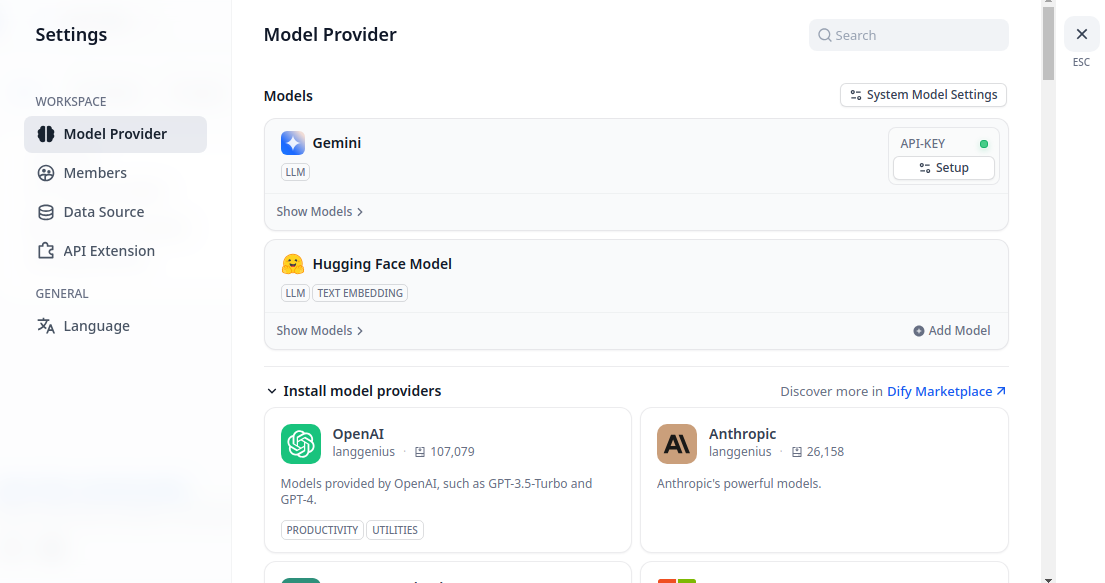 Settings
WORKSPACE
Model Provider
Members
Data Source
API Extension
GENERAL
Language
Model Provider
Search
ESC
Models
System Model Settings
Gemini
LLM
API-KEY
Setup
Show Models
Hugging Face Model
LLM TEXT EMBEDDING
Show Models
Add Model
Install model providers
Discover more in Dify Marketplace
OpenAI
langgenius · 107,079
Models provided by OpenAI, such as GPT-3.5-Turbo and
GPT-4.
PRODUCTIVITY UTILITIES
Anthropic
langgenius · 26,158
Anthropic's powerful models.